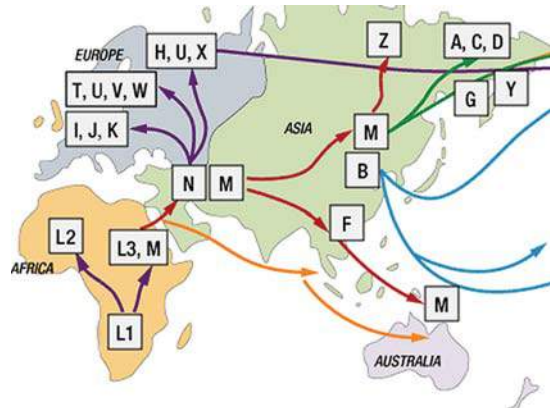 Z
A, C, D
H, U, X
EUROPE
T, U, V, W
G
Y
I, J, K
ASIA
M
B
N
M
L2
L3, M
F
AFRICA
M
L1
AUSTRALIA